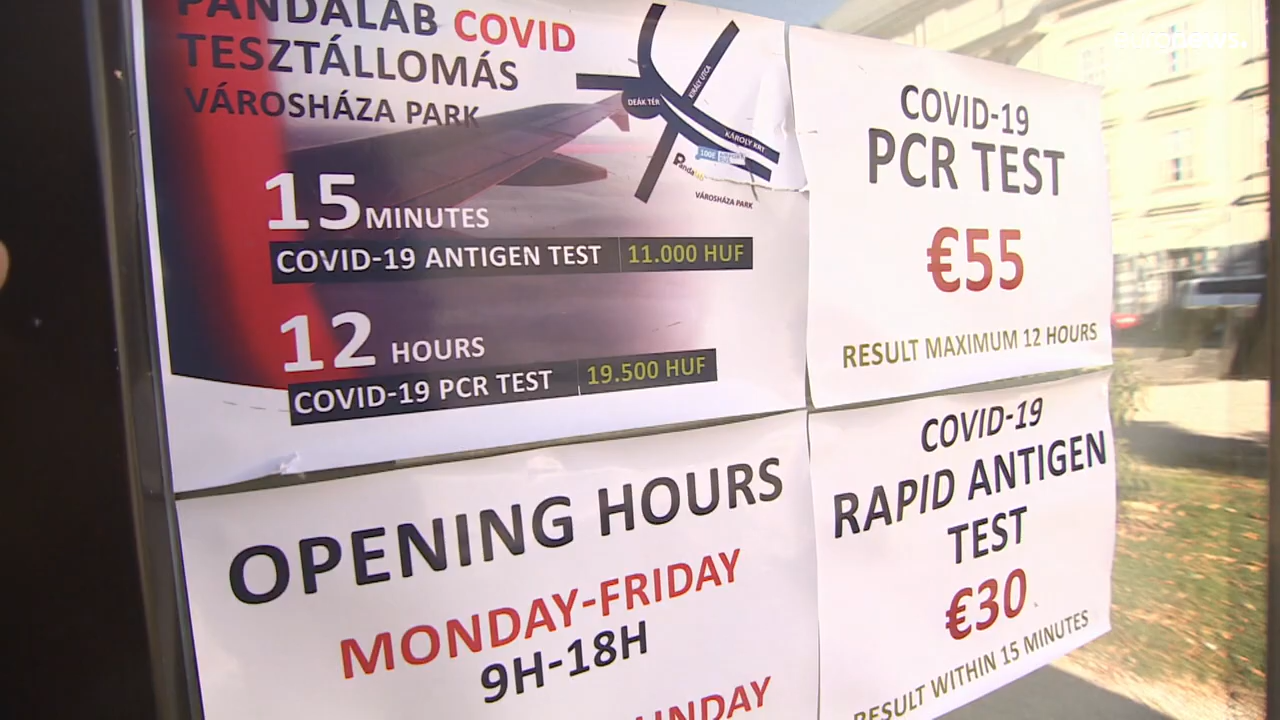 PANDALAB COVID
TESZTÁLLOMÁS
VÁROSHÁZA PARK
DEÁK TÉR
KIRÁLY UTCA
KÁROLY KRT
100E
Pandalab
VÁROSHÁZA PARK
15 MINUTES
COVID-19 ANTIGEN TEST 11.000 HUF
12 HOURS
COVID-19 PCR TEST 19.500 HUF
COVID-19
PCR TEST
€55
RESULT MAXIMUM 12 HOURS
OPENING HOURS
MONDAY-FRIDAY
9H-18H
COVID-19
RAPID ANTIGEN
TEST
€30
RESULT WITHIN 15 MINUTES
euronews.